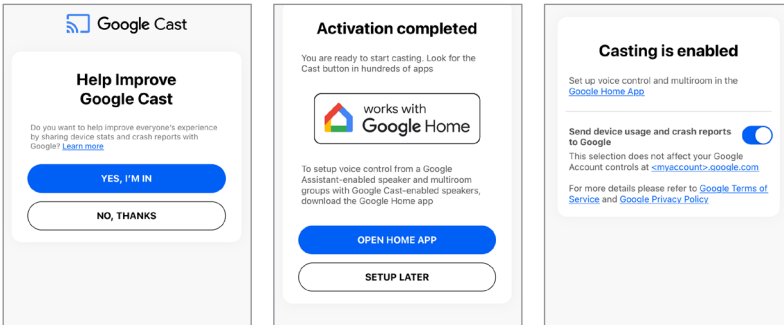 Google Cast
Help Improve
Google Cast
Do you want to help improve everyone's experience
by sharing device stats and crash reports with
Google? Learn more
YES, I'M IN
NO, THANKS
Activation completed
You are ready to start casting. Look for the
Cast button in hundreds of apps
works with
Google Home
To setup voice control from a Google
Assistant-enabled speaker and multiroom
groups with Google Cast-enabled speakers,
download the Google Home app
OPEN HOME APP
SETUP LATER
Casting is enabled
Set up voice control and multiroom in the
Google Home App
Send device usage and crash reports
to Google
This selection does not affect your Google
Account controls at <myaccount>.google.com
For more details please refer to Google Terms of
Service and Google Privacy Policy